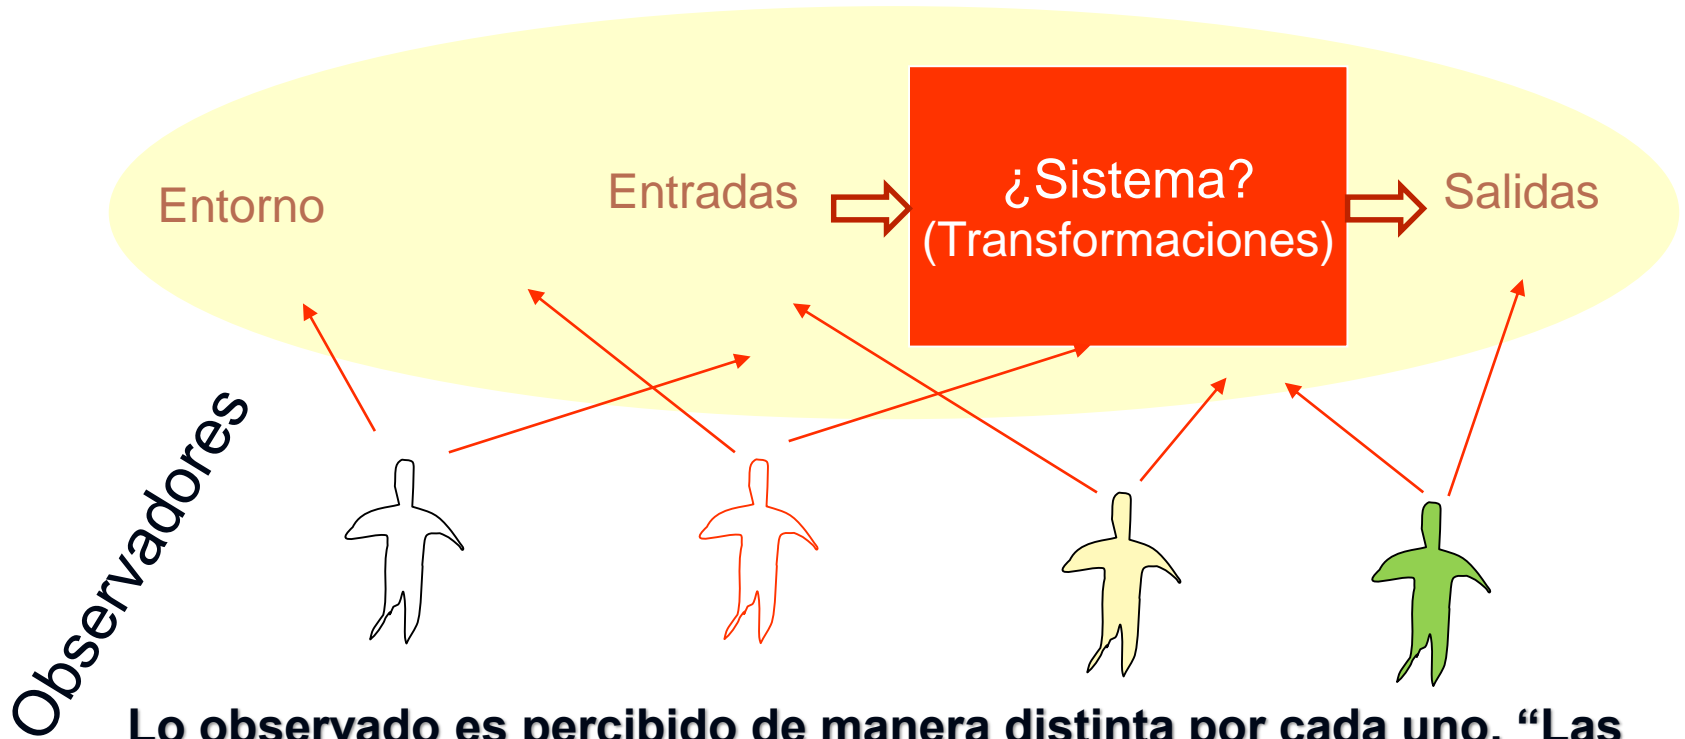 ¿Sistema?
(Transformaciones)
Entorno
Entradas
Salidas
Observadores
Lo observado es percibido de manera distinta por cada uno. “Las